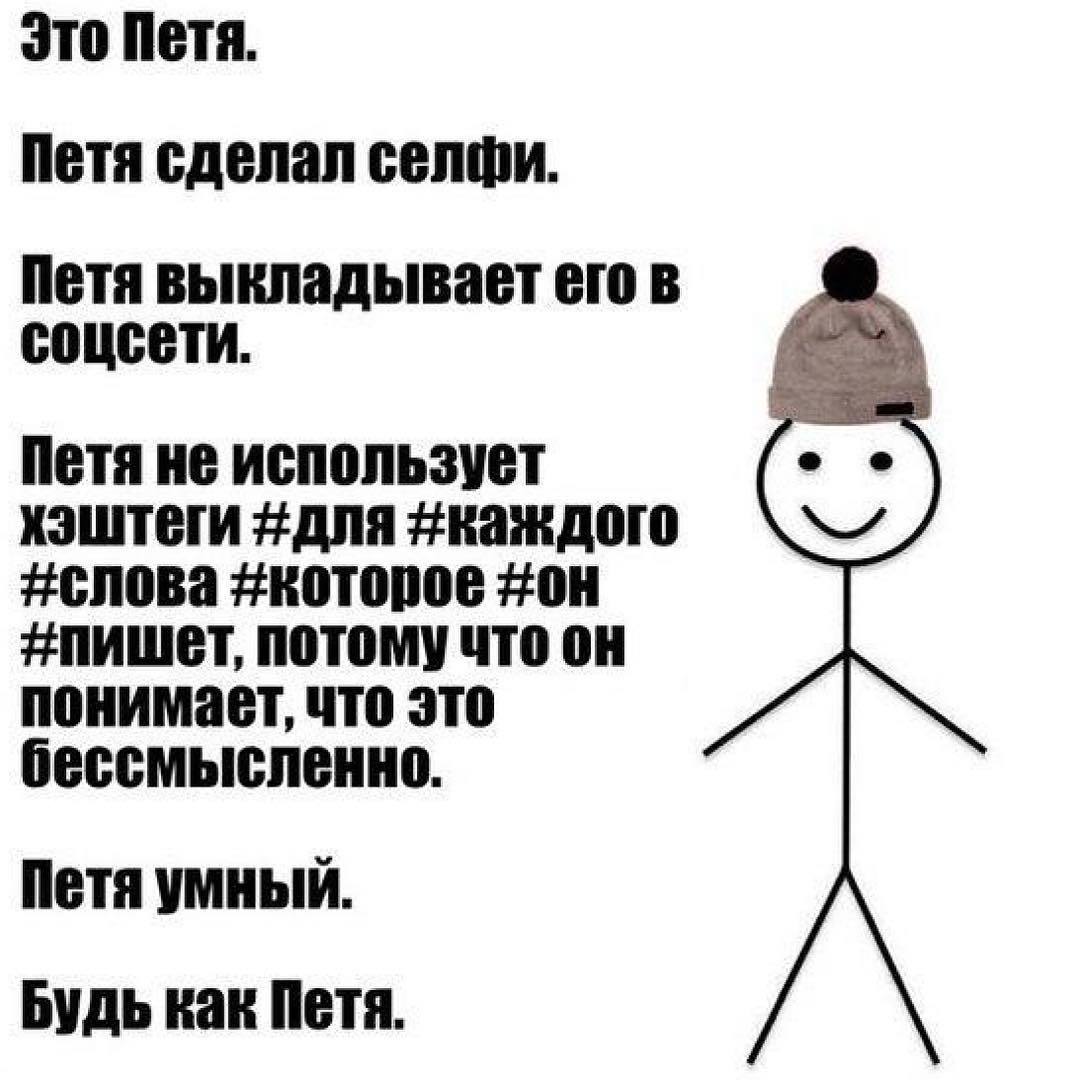 Это Петя.
Петя сделал селфи.
Петя выкладывает его в
соцсети.
Петя не использует
хэштеги #для #каждого
#слова #которое #он
#пишет, потому что он
понимает, что это
бессмысленно.
Петя умный.
Будь как Петя.